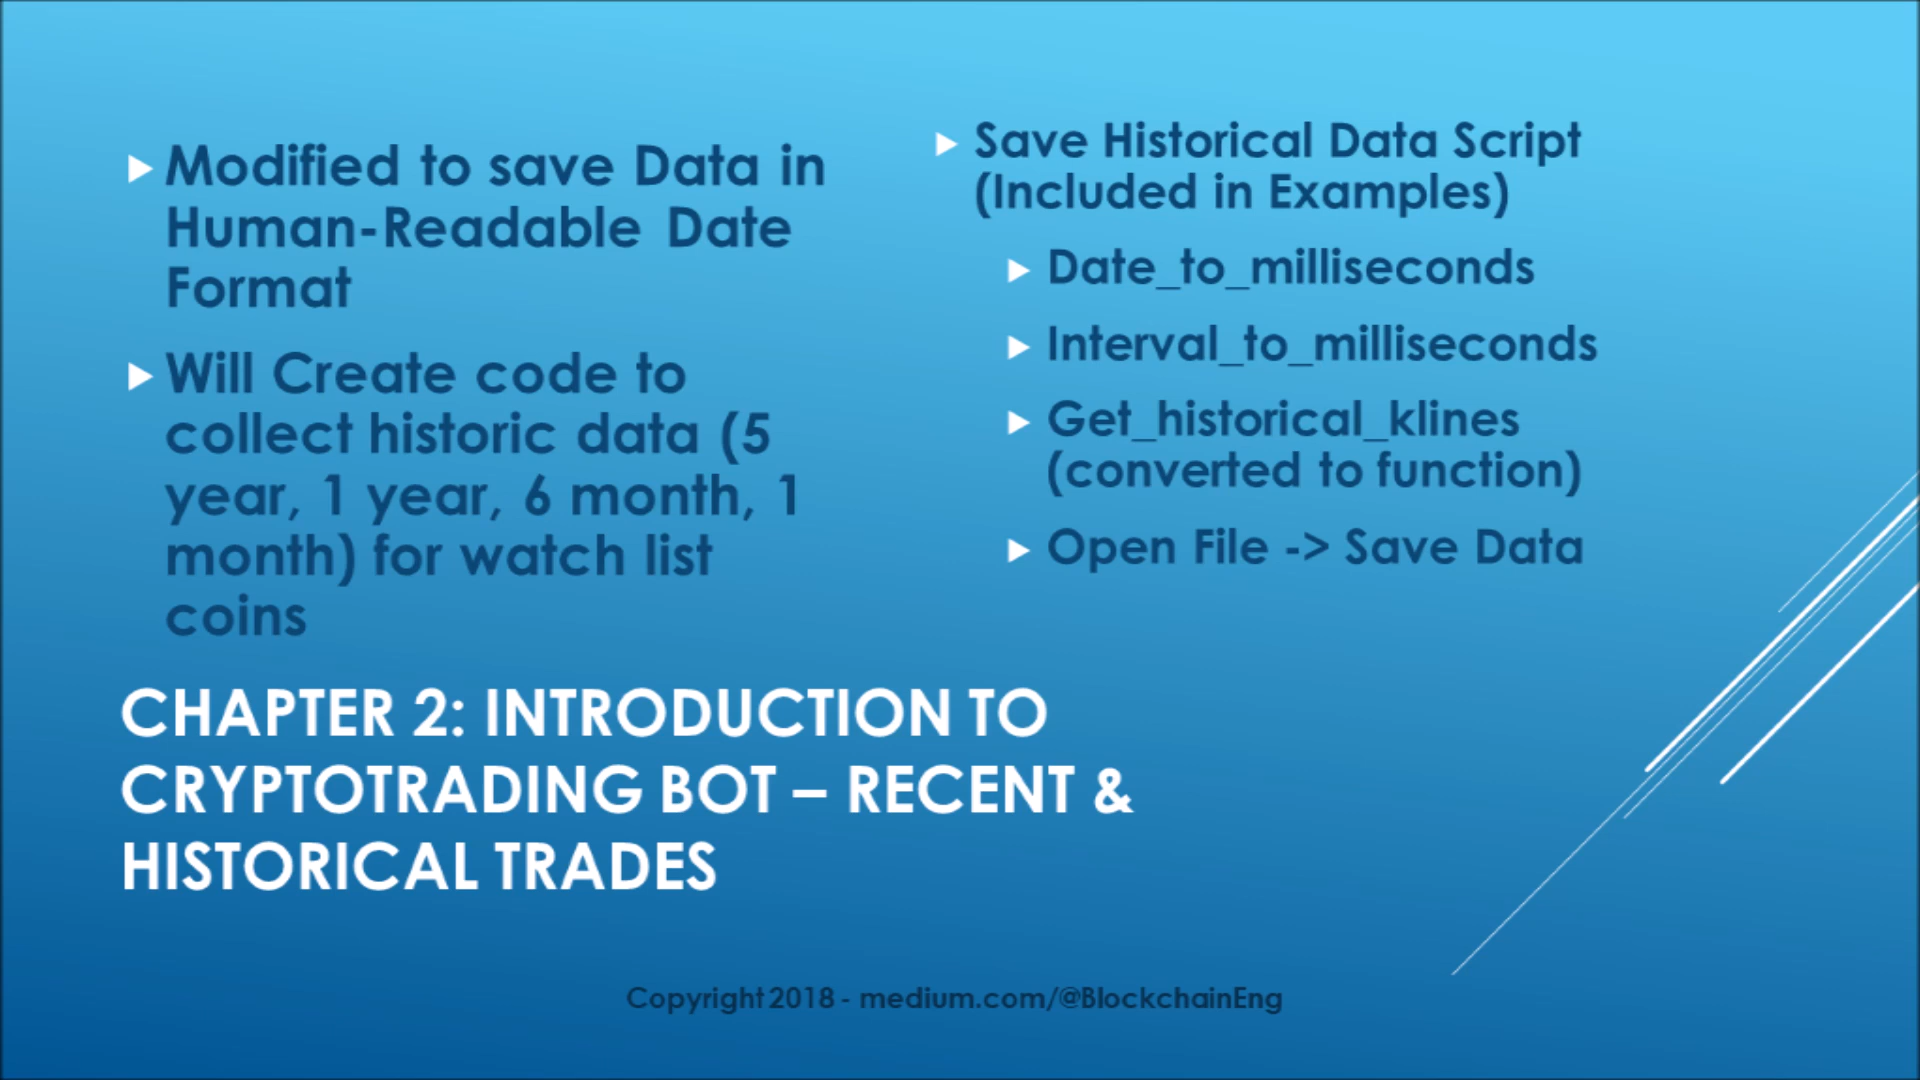 Modified to save Data in
Human-Readable Date
Format
Will Create code to
collect historic data (5
year, 1 year, 6 month, 1
month) for watch list
coins
Save Historical Data Script
(Included in Examples)
Date_to_milliseconds
Interval_to_milliseconds
Get_historical_klines
(converted to function)
Open File -> Save Data
CHAPTER 2: INTRODUCTION TO
CRYPTOTRADING BOT – RECENT &
HISTORICAL TRADES
Copyright 2018 - medium.com/@BlockchainEng